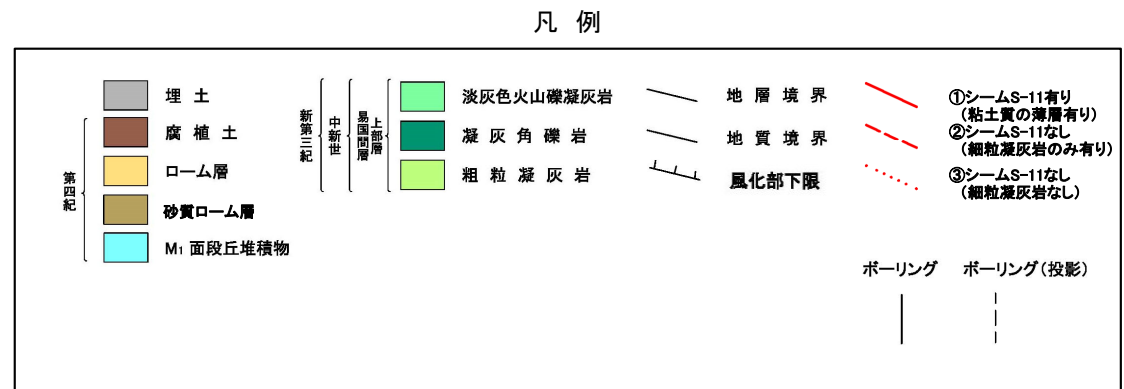 凡 例
第四紀
埋 土
腐 植 土
ローム層
砂質ローム層
M1 面段丘堆積物
新第三紀
中新世
易国間層
上部層
淡灰色火山礫凝灰岩
凝 灰 角 礫 岩
粗 粒 凝 灰 岩
地 層 境 界
地 質 境 界
風化部下限
①シームS-11有り
(粘土質の薄層有り)
②シームS-11なし
(細粒凝灰岩のみ有り)
③シームS-11なし
(細粒凝灰岩なし)
ボーリング
ボーリング(投影)